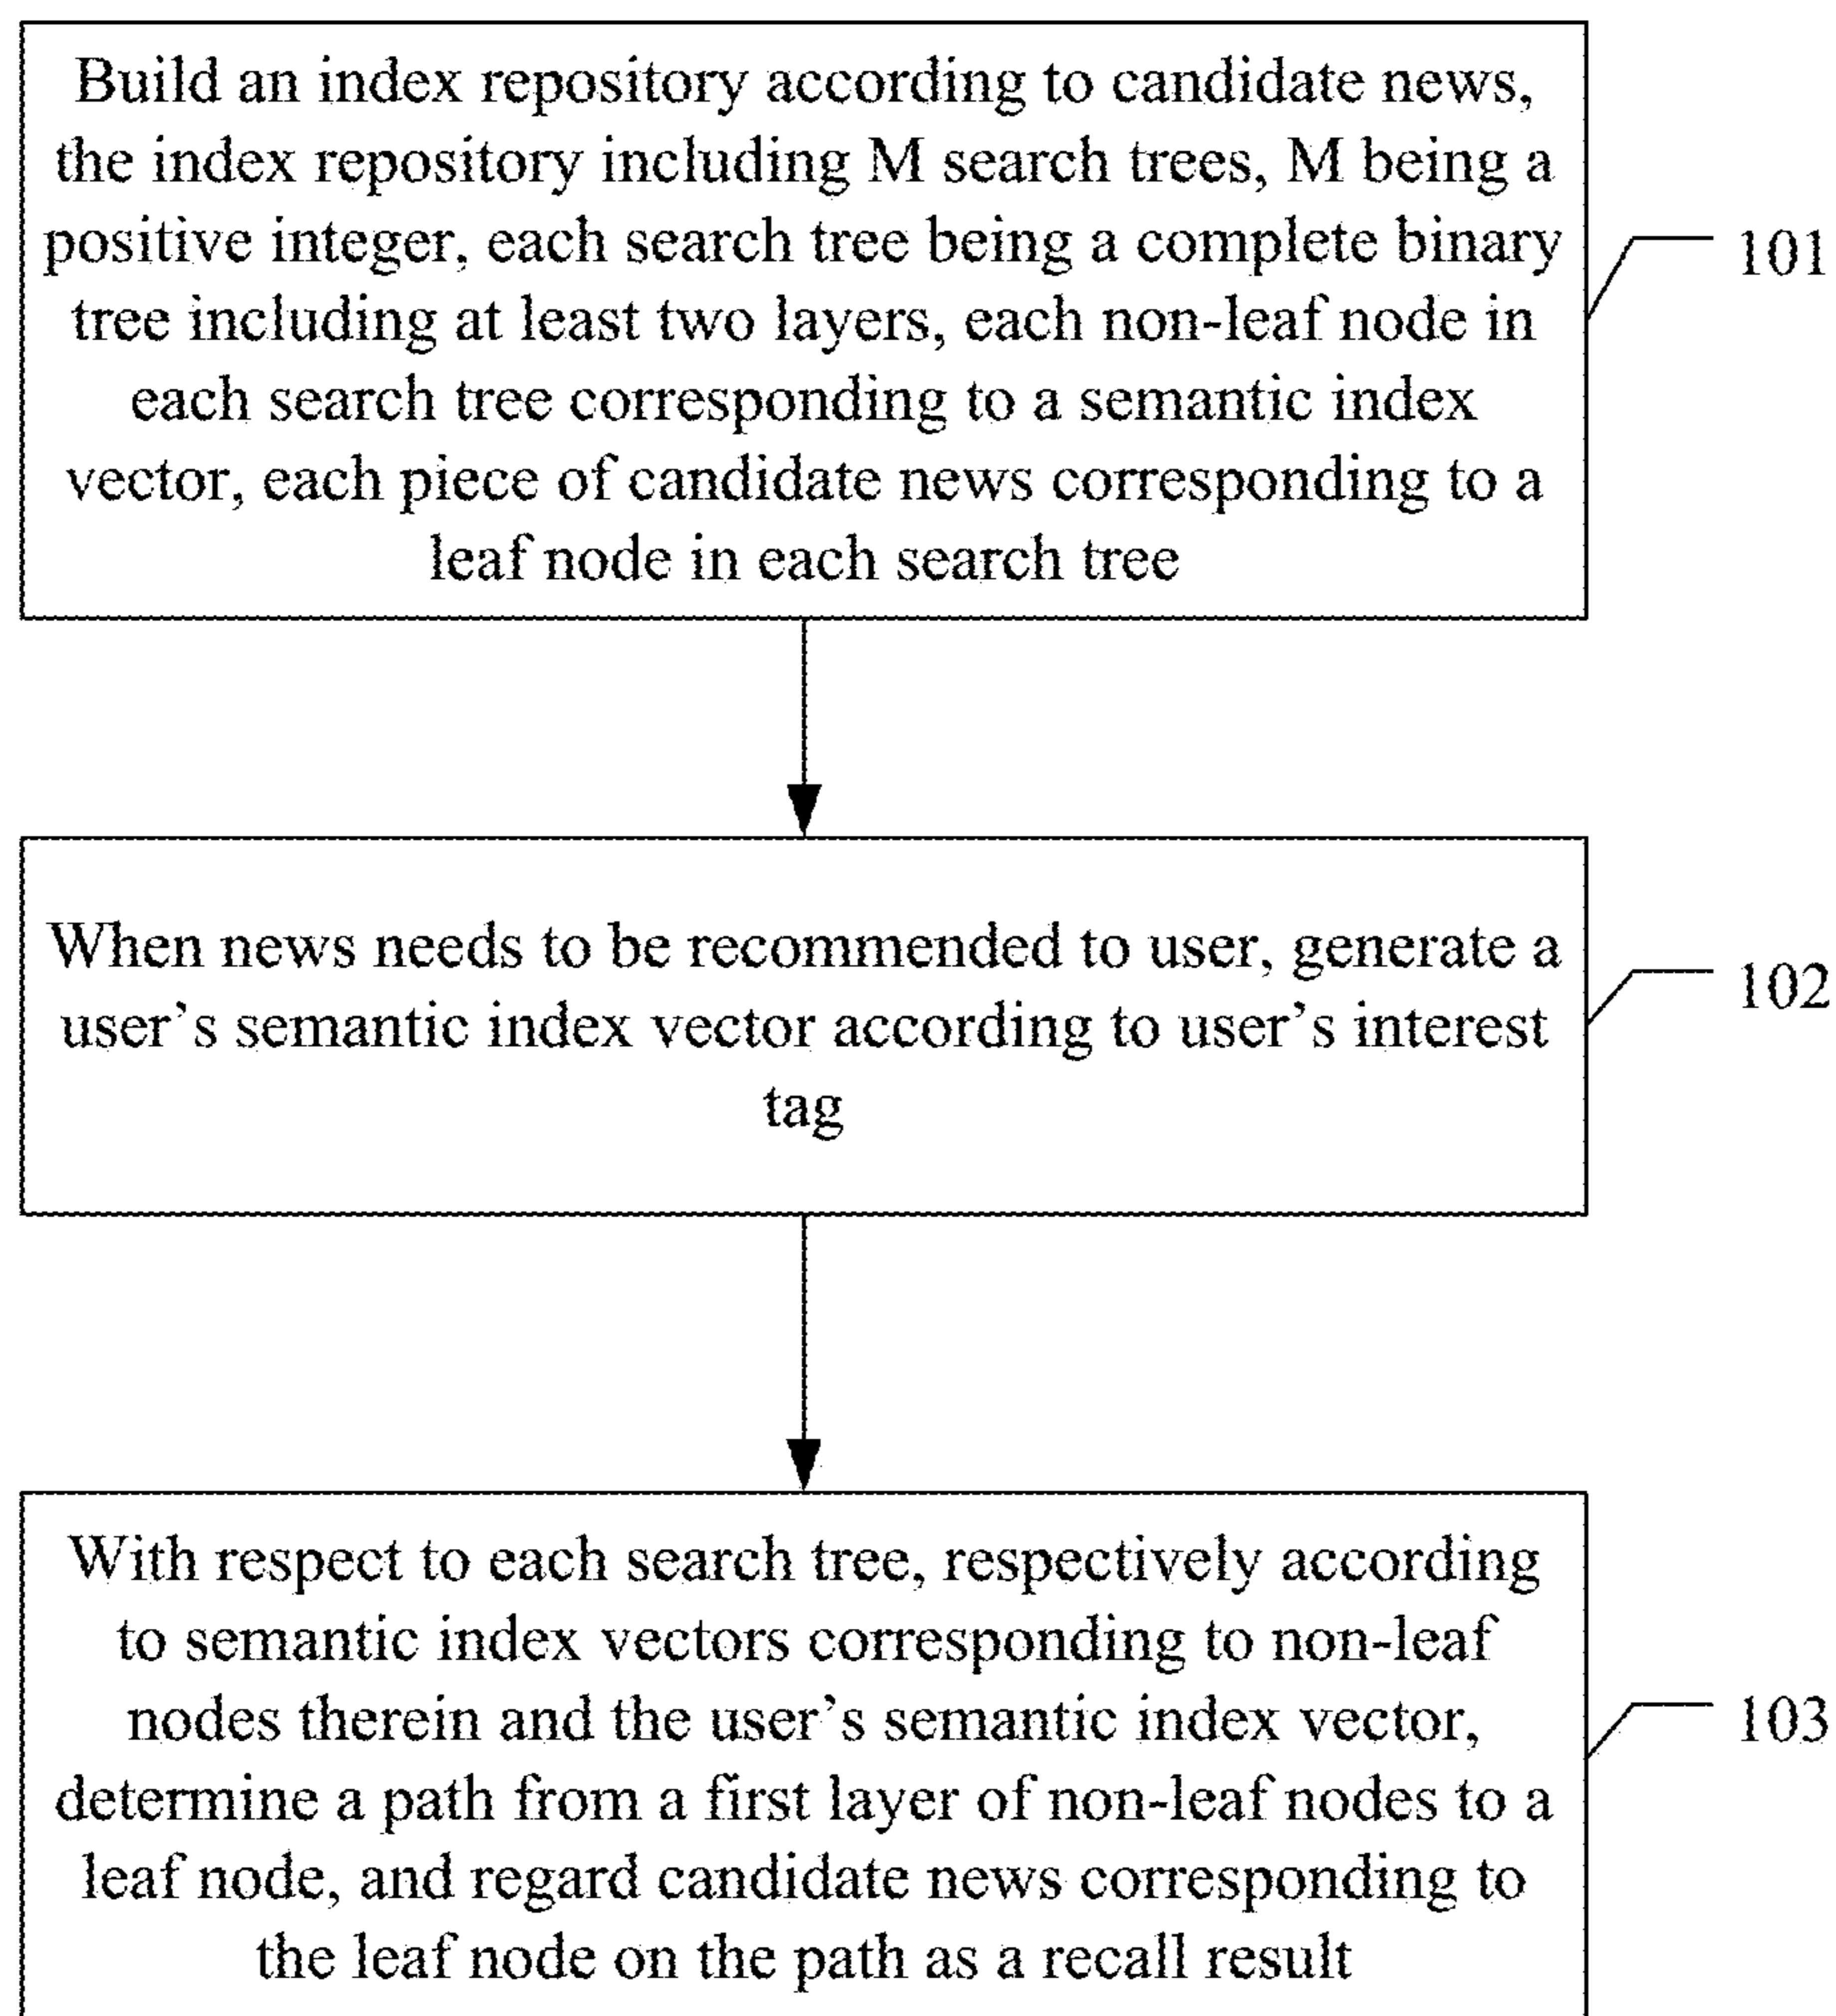 Build an index repository according to candidate news,
the index repository including M search trees, M being a
positive integer, each search tree being a complete binary
tree including at least two layers, each non-leaf node in
each search tree corresponding to a semantic index
vector, each piece of candidate news corresponding to a
leaf node in each search tree
101
When news needs to be recommended to user, generate a
user's semantic index vector according to user's interest
tag
102
With respect to each search tree, respectively according
to semantic index vectors corresponding to non-leaf
nodes therein and the user's semantic index vector,
determine a path from a first layer of non-leaf nodes to a
leaf node, and regard candidate news corresponding to
the leaf node on the path as a recall result
103